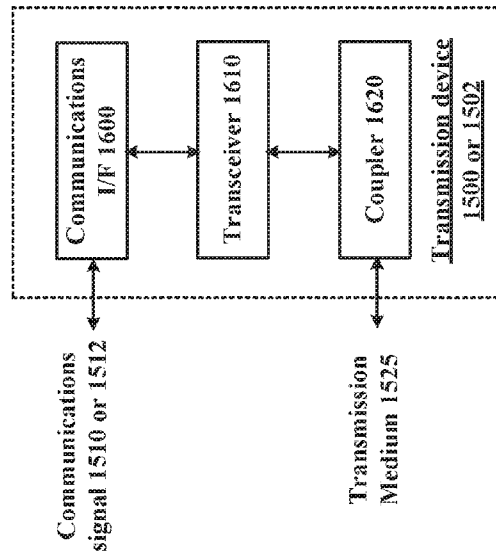 Communications
signal 1510 or 1512
Transmission
Medium 1525
Communications
I/F 1600
Transceiver 1610
Coupler 1620
Transmission device
1500 or 1502